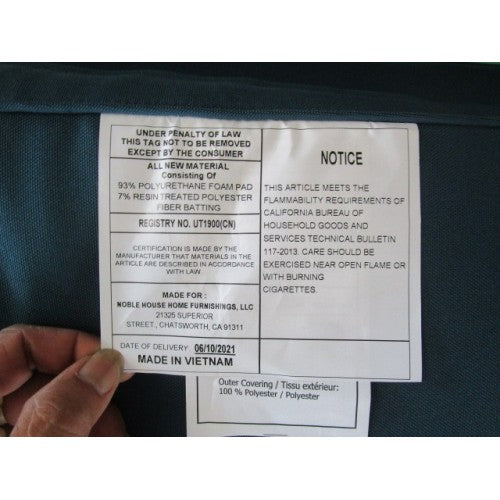 UNDER PENALTY OF LAW
THIS TAG NOT TO BE REMOVED
EXCEPT BY THE CONSUMER
ALL NEW MATERIAL
Consisting Of
93% POLYURETHANE FOAM PAD
7% RESIN TREATED POLYESTER
FIBER BATTING
REGISTRY NO. UT1900(CN)
CERTIFICATION IS MADE BY THE
MANUFACTURER THAT MATERIALS IN THE
ARTICLE ARE DESCRIBED IN ACCORDANCE
WITH LAW
MADE FOR :
NOBLE HOUSE HOME FURNISHINGS, LLC
21325 SUPERIOR
STREET., CHATSWORTH, CA 91311
DATE OF DELIVERY 06/10/2021
MADE IN VIETNAM
NOTICE
THIS ARTICLE MEETS THE
FLAMMABILITY REQUIREMENTS OF
CALIFORNIA BUREAU OF
HOUSEHOLD GOODS AND
SERVICES TECHNICAL BULLETIN
117-2013. CARE SHOULD BE
EXERCISED NEAR OPEN FLAME OR
WITH BURNING
CIGARETTES.
Outer Covering / Tissu extérieur:
100 % Polyester / Polyester